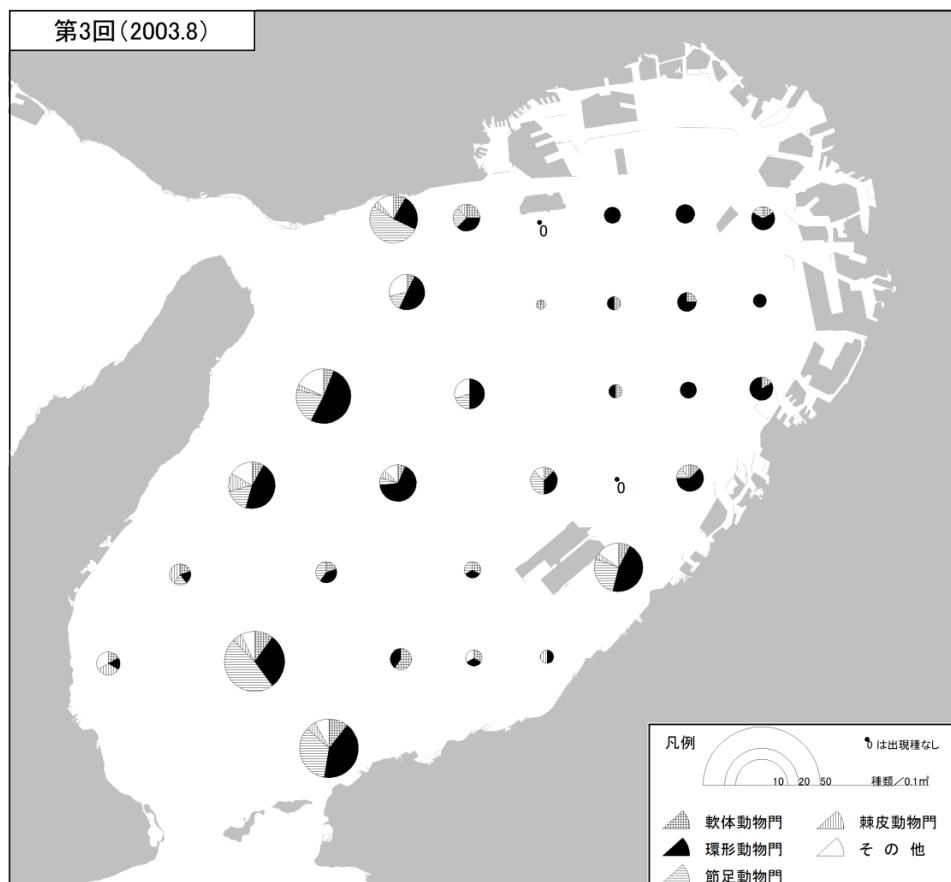 第3回(2003.8)
0
0
凡例
0 は出現種なし
10 20 50 種類/0.1㎡
軟体動物門 棘皮動物門
環形動物門 そ の 他
節足動物門